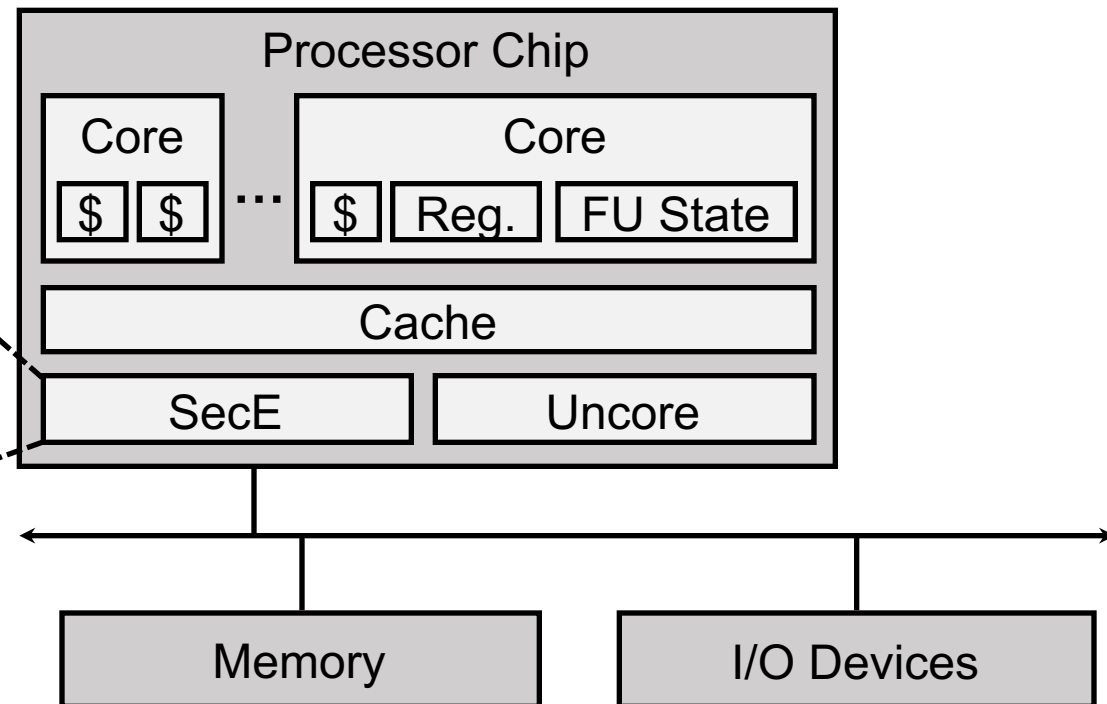 Processor Chip
Core
$ $
...
Core
$ Reg. FU State
Cache
SecE
Uncore
Memory
I/O Devices